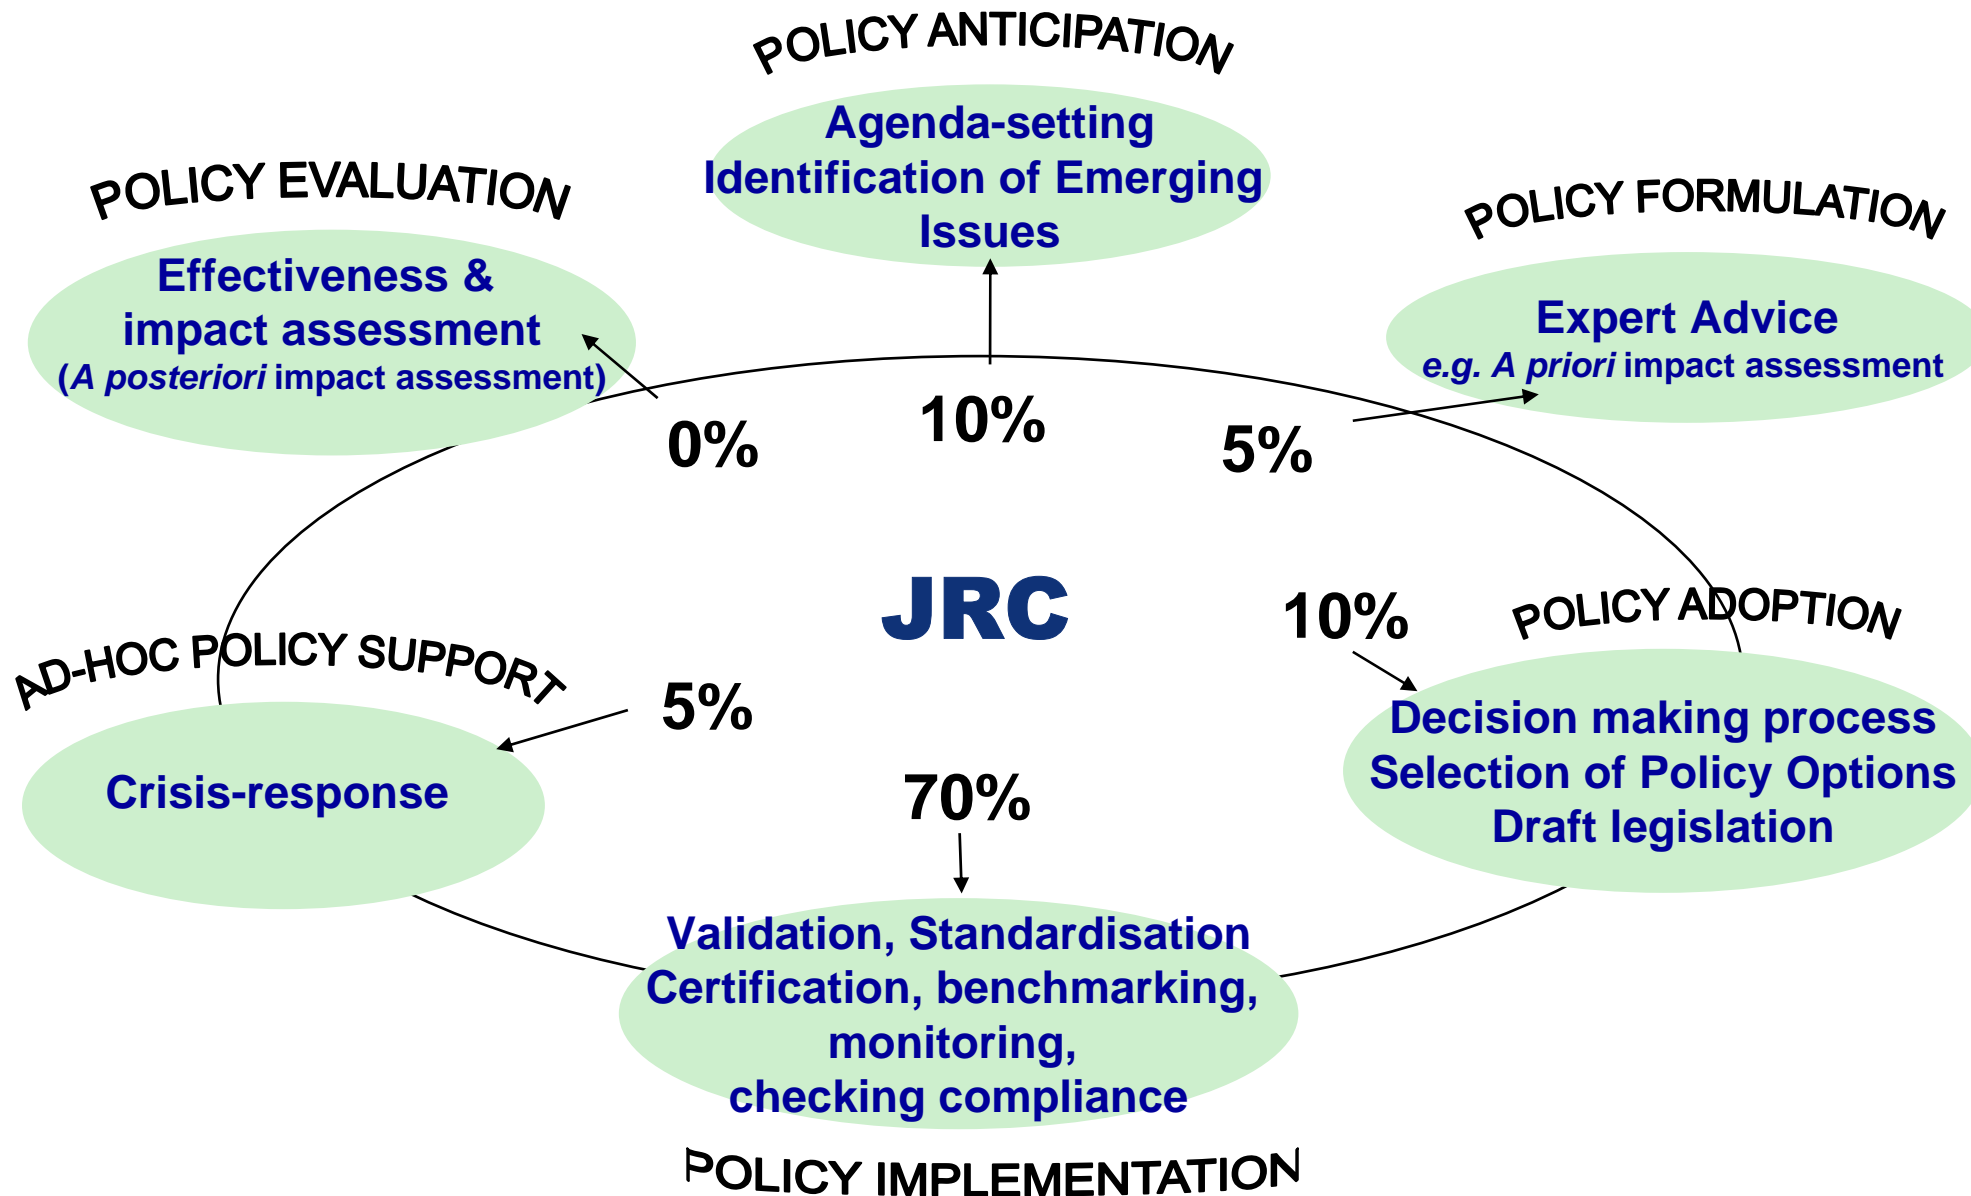 POLICY ANTICIPATION
Agenda-setting
Identification of Emerging
Issues
POLICY EVALUATION
Effectiveness &
impact assessment
(A posteriori impact assessment)
POLICY FORMULATION
Expert Advice
e.g. A priori impact assessment
0%
10%
5%
JRC
10%
POLICY ADOPTION
Decision making process
Selection of Policy Options
Draft legislation
AD-HOC POLICY SUPPORT
5%
Crisis-response
70%
Validation, Standardisation
Certification, benchmarking,
monitoring,
checking compliance
POLICY IMPLEMENTATION